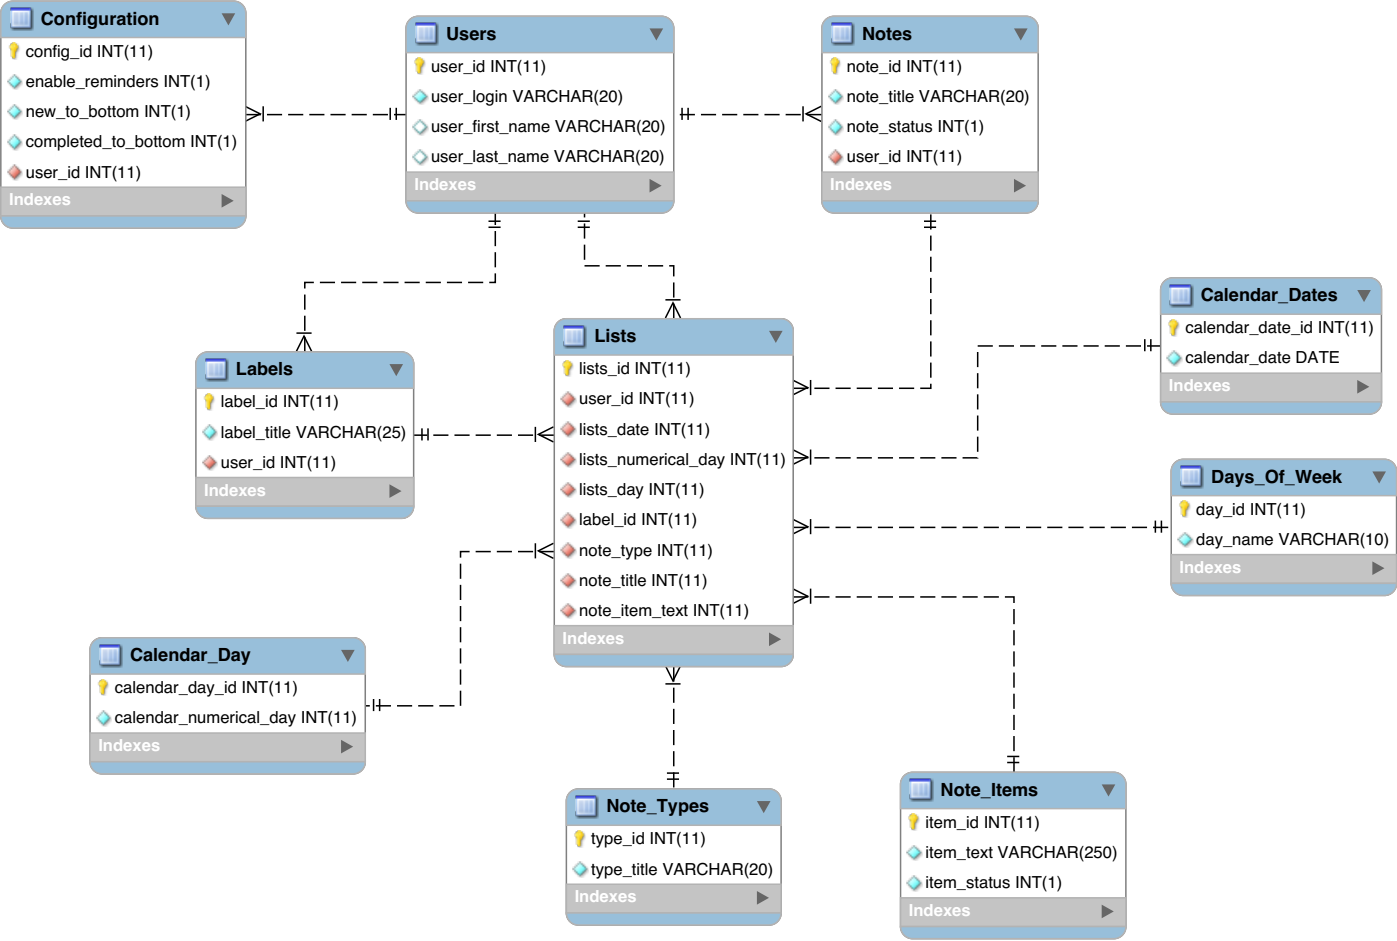 Configuration
config_id INT(11)
enable_reminders INT(1)
new_to_bottom INT(1)
completed_to_bottom INT(1)
user_id INT(11)
Indexes
Users
user_id INT(11)
user_login VARCHAR(20)
user_first_name VARCHAR(20)
user_last_name VARCHAR(20)
Indexes
Notes
note_id INT(11)
note_title VARCHAR(20)
note_status INT(1)
user_id INT(11)
Indexes
Calendar_Dates
calendar_date_id INT(11)
calendar_date DATE
Indexes
Lists
lists_id INT(11)
user_id INT(11)
lists_date INT(11)
lists_numerical_day INT(11)
lists_day INT(11)
label_id INT(11)
note_type INT(11)
note_title INT(11)
note_item_text INT(11)
Indexes
Labels
label_id INT(11)
label_title VARCHAR(25)
user_id INT(11)
Indexes
Days_Of_Week
day_id INT(11)
day_name VARCHAR(10)
Indexes
Calendar_Day
calendar_day_id INT(11)
calendar_numerical_day INT(11)
Indexes
Note_Types
type_id INT(11)
type_title VARCHAR(20)
Indexes
Note_Items
item_id INT(11)
item_text VARCHAR(250)
item_status INT(1)
Indexes